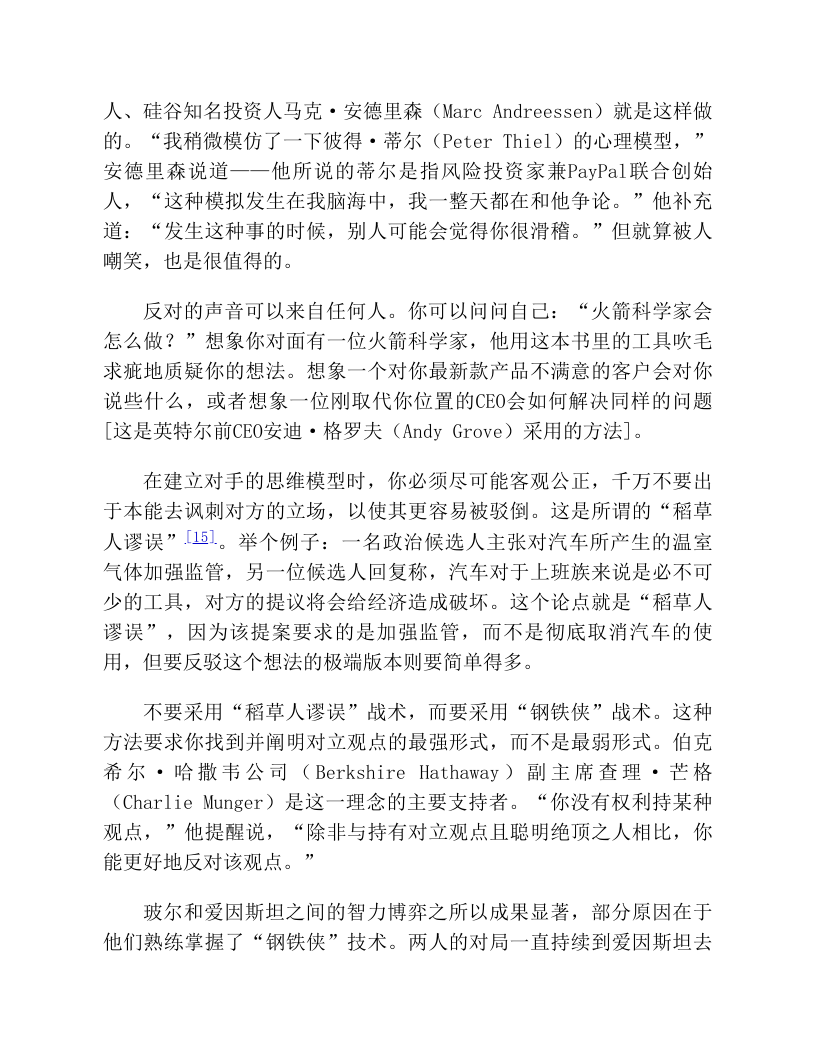 人、硅谷知名投资人马克·安德里森（Marc Andreessen）就是这样做
的。“我稍微模仿了一下彼得·蒂尔（Peter Thiel）的心理模型，”
安德里森说道——他所说的蒂尔是指风险投资家兼PayPal联合创始
人，“这种模拟发生在我脑海中，我一整天都在和他争论。”他补充
道：“发生这种事的时候，别人可能会觉得你很滑稽。”但就算被人
嘲笑，也是很值得的。
反对的声音可以来自任何人。你可以问问自己：“火箭科学家会
怎么做？”想象你对面有一位火箭科学家，他用这本书里的工具吹毛
求疵地质疑你的想法。想象一个对你最新款产品不满意的客户会对你
说些什么，或者想象一位刚取代你位置的CEO会如何解决同样的问题
[这是英特尔前CEO安迪·格罗夫（Andy Grove）采用的方法]。
在建立对手的思维模型时，你必须尽可能客观公正，千万不要出
于本能去讽刺对方的立场，以使其更容易被驳倒。这是所谓的“稻草
人谬误”[15]。举个例子：一名政治候选人主张对汽车所产生的温室
气体加强监管，另一位候选人回复称，汽车对于上班族来说是必不可
少的工具，对方的提议将会给经济造成破坏。这个论点就是“稻草人
谬误”，因为该提案要求的是加强监管，而不是彻底取消汽车的使
用，但要反驳这个想法的极端版本则要简单得多。
不要采用“稻草人谬误”战术，而要采用“钢铁侠”战术。这种
方法要求你找到并阐明对立观点的最强形式，而不是最弱形式。伯克
希尔·哈撒韦公司（Berkshire Hathaway）副主席查理·芒格
（Charlie Munger）是这一理念的主要支持者。“你没有权利持某种
观点，”他提醒说，“除非与持有对立观点且聪明绝顶之人相比，你
能更好地反对该观点。”
玻尔和爱因斯坦之间的智力博弈之所以成果显著，部分原因在于
他们熟练掌握了“钢铁侠”技术。两人的对局一直持续到爱因斯坦去